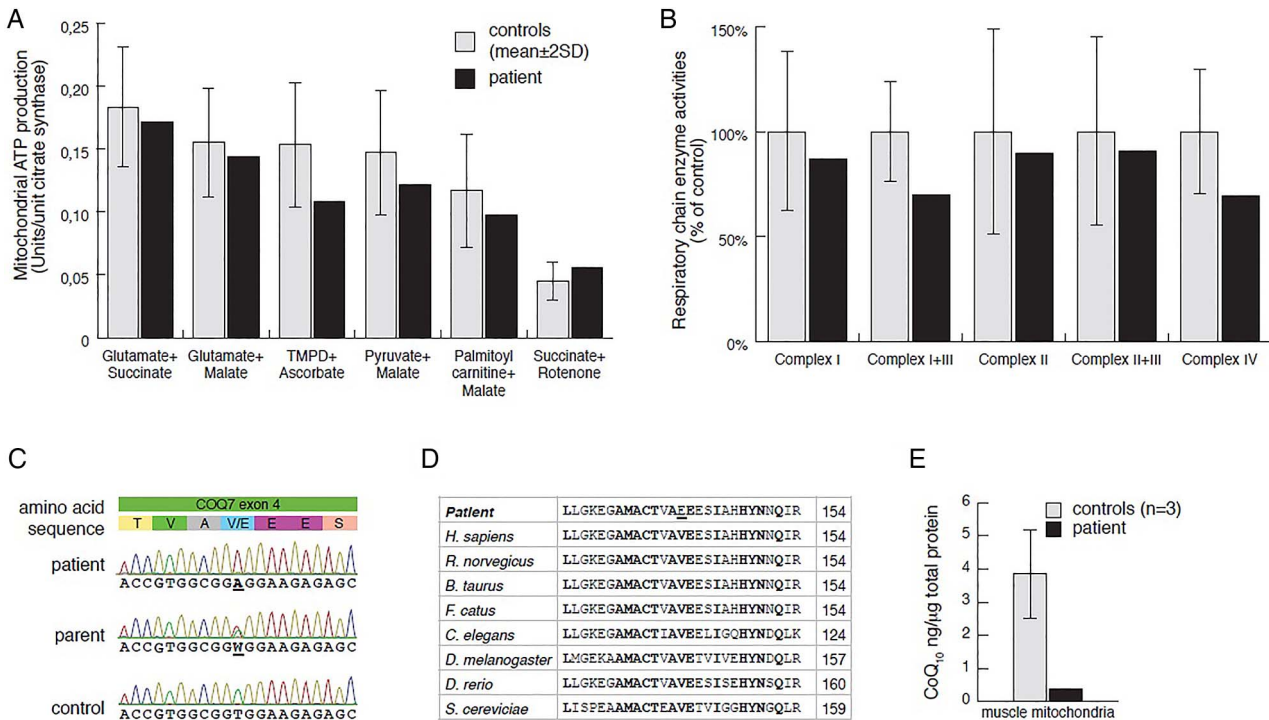 A
0,25
0,20
0,15
0,10
0,05
0
Mitochondrial ATP production
(Units/unit citrate synthase)
controls
(mean±2SD)
patient
Glutamate+
Succinate
Glutamate+
Malate
TMPD+
Ascorbate
Pyruvate+
Malate
Palmitoyl
carnitine+
Malate
Succinate+
Rotenone
B
150%
100%
50%
0%
Respiratory chain enzyme activities
(% of control)
Complex I
Complex I+III
Complex II
Complex II+III
Complex IV
C
COQ7 exon 4
amino acid
sequence
T V A V/E E E S
patient
ACCGTGGCGGAGGAAGAGAGC
parent
ACCGTGGCGGWGGAAGAGAGC
control
ACCGTGGCGGTGGAAGAGAGC
D
Patient LLGKEGAMACTVAEEESIAHHYNNQIR 154
H. sapiens LLGKEGAMACTVAVEESIAHHYNNQIR 154
R. norvegicus LLGKEGAMACTVAVEESIAHHYNNQIR 154
B. taurus LLGKEGAMACTVAVEESIAHHYNNQIR 154
F. catus LLGKEGAMACTVAVEESIAHHYNNQIR 154
C. elegans LLGKEGAMACTIAVEELIGQHYNDQLK 124
D. melanogaster LMGEKAAMACTVAVETVIVEHYNDQLR 157
D. rerio LLGKEGAMACTVAVEESISEHYNSQIR 160
S. cereviciae LISPEAAMACTEAVETVIGGHYNGQLR 159
E
6
5
4
3
2
1
0
CoQ10 ng/µg total protein
controls (n=3)
patient
muscle mitochondria